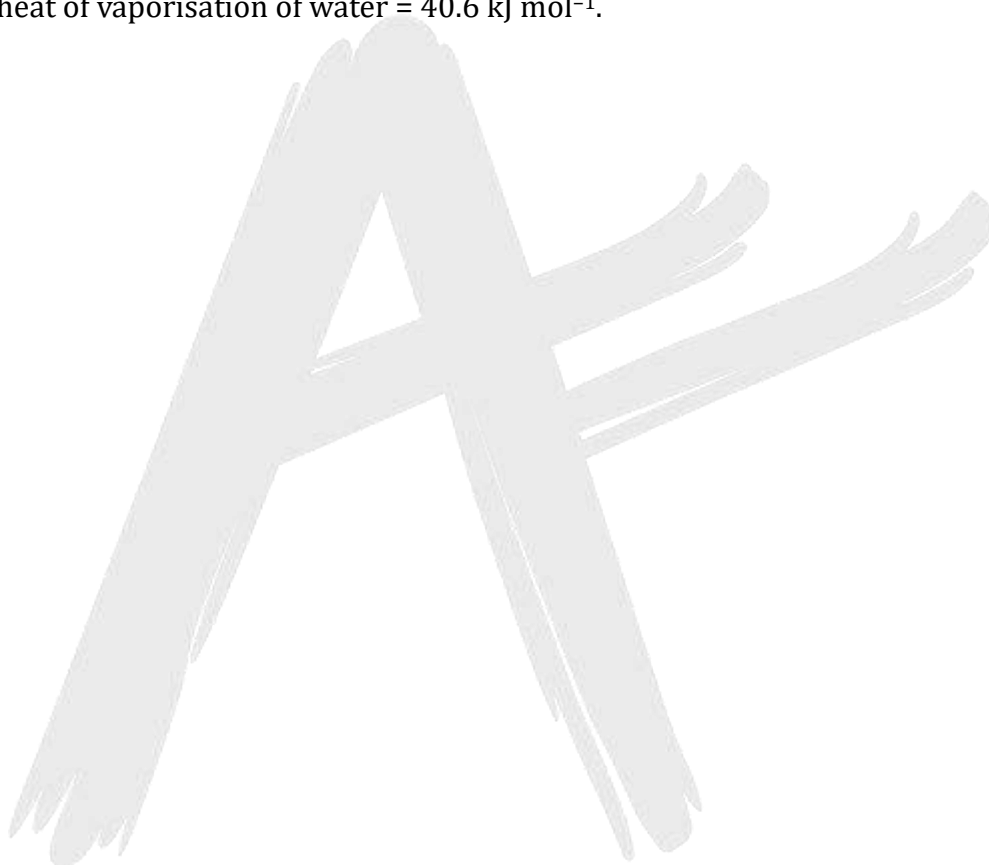 heat of vaporisation of water = 40.6 kJ mol⁻¹.